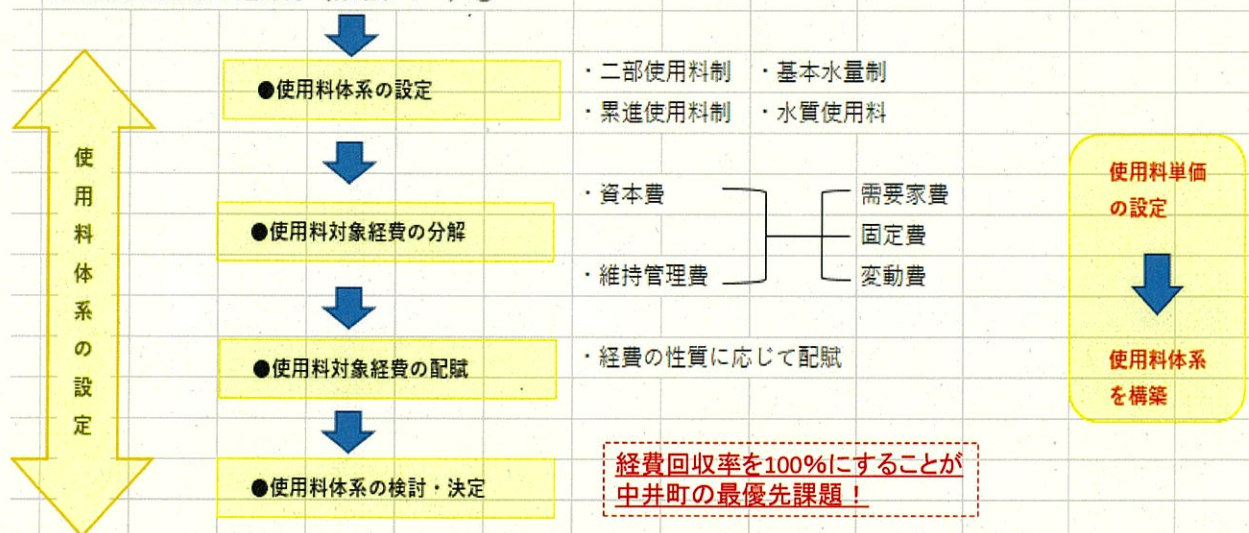 ●使用料体系の設定
・二部使用料制 ・基本水量制
・累進使用料制 ・水質使用料
使用料体系の設定
●使用料対象経費の分解
・資本費
・維持管理費
需要家費
固定費
変動費
使用料単価
の設定
使用料体系
を構築
●使用料対象経費の配賦
・経費の性質に応じて配賦
●使用料体系の検討・決定
経費回収率を100%にすることが
中井町の最優先課題！